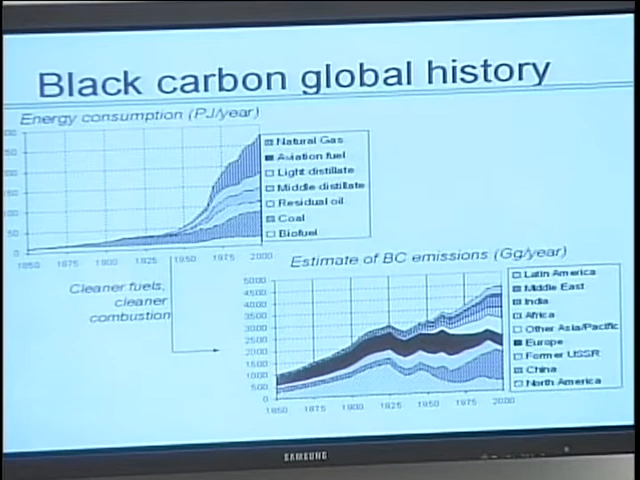 Black carbon global history
Energy consumption (PJ/year)
Natural Gas
Aviation fuel
Light distillate
Middle distillate
Residual oil
Coal
Biofuel
0
1850 1875 1900 1925 1950 1975 2000
Cleaner fuels,
cleaner
combustion
Estimate of BC emissions (Gg/year)
5000
4500
4000
3500
3000
2500
2000
1500
1000
500
0
1850 1875 1900 1925 1950 1975 2000
Latin America
Middle East
India
Africa
Other Asia/Pacific
Europe
Former USSR
China
North America
SAMSUNG